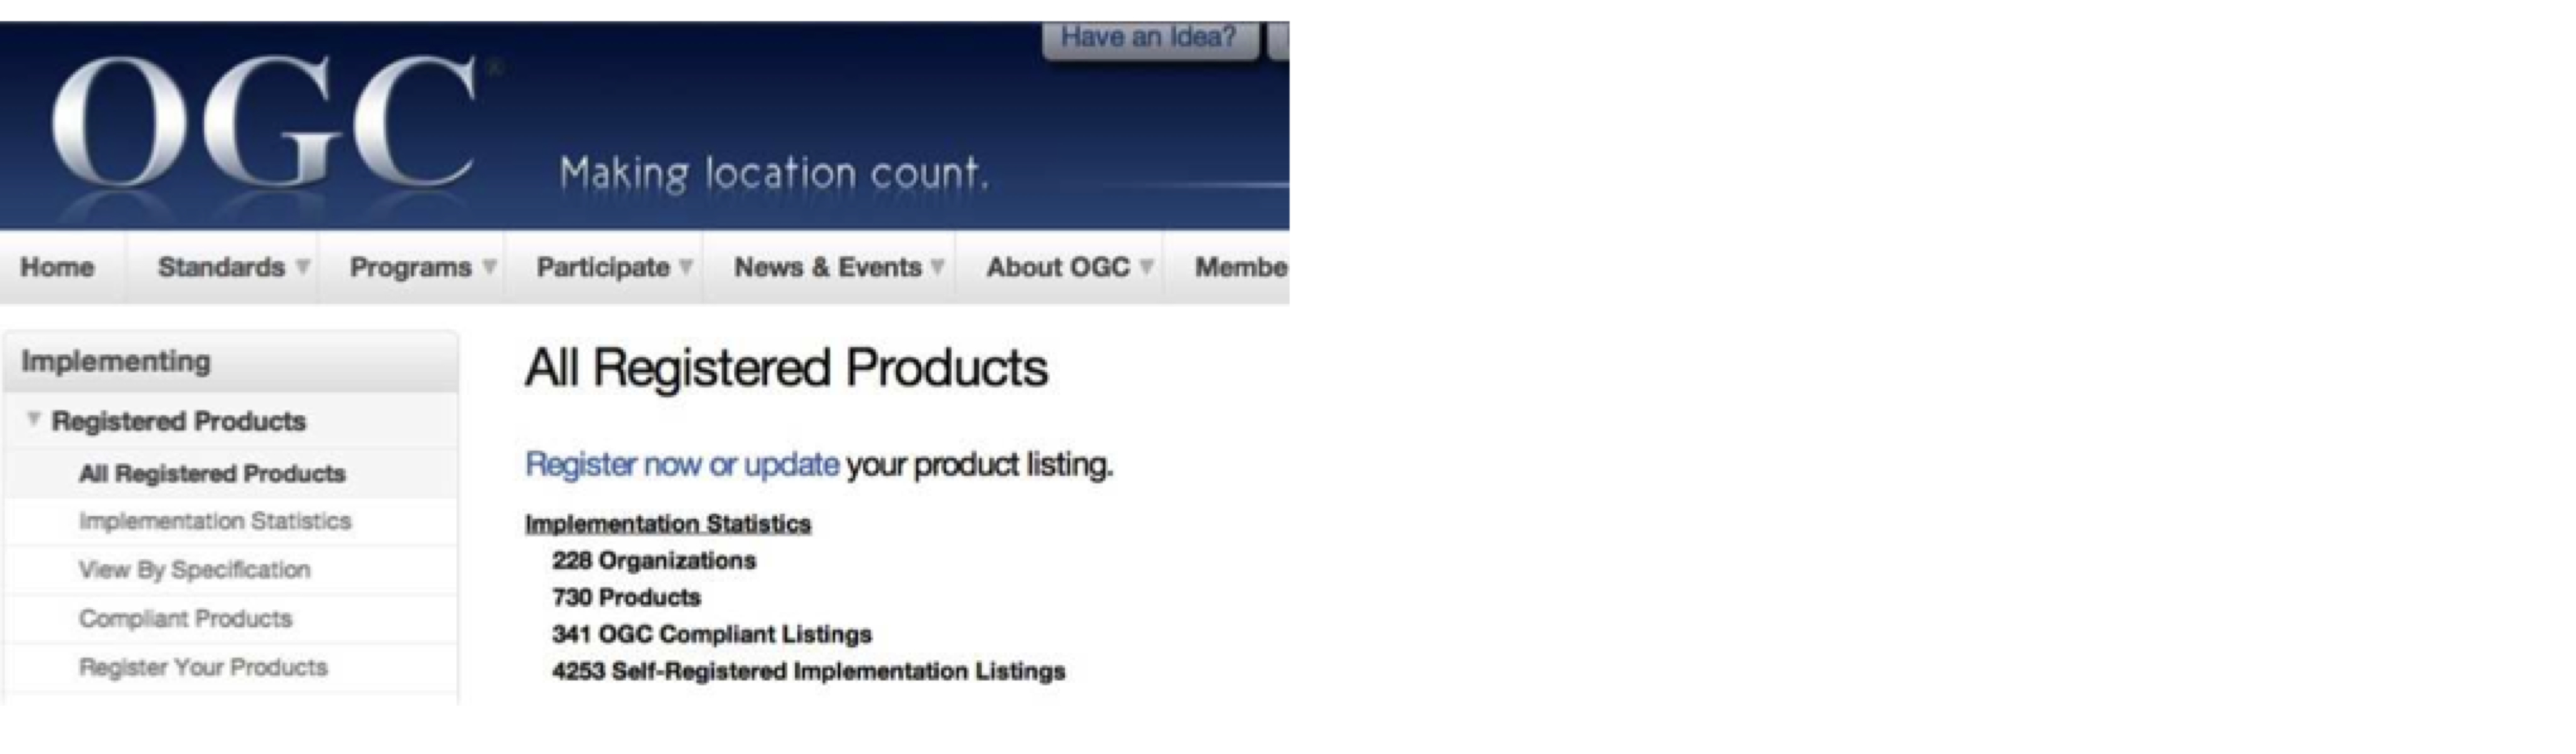 Have an Idea?
OGC®
Making location count.
Home Standards Programs Participate News & Events About OGC Membe
Implementing
Registered Products
All Registered Products
Implementation Statistics
View By Specification
Compliant Products
Register Your Products
All Registered Products
Register now or update your product listing.
Implementation Statistics
228 Organizations
730 Products
341 OGC Compliant Listings
4253 Self-Registered Implementation Listings